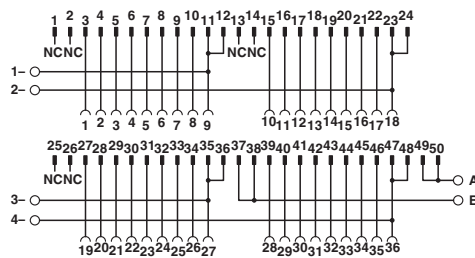 1 2 3 4 5 6 7 8 9 10 11 12 13 14 15 16 17 18 19 20 21 22 23 24
NC NC NC NC
1–
2–
1 2 3 4 5 6 7 8 9 10 11 12 13 14 15 16 17 18
25 26 27 28 29 30 31 32 33 34 35 36 37 38 39 40 41 42 43 44 45 46 47 48 49 50
NC NC
A
3–
B
4–
19 20 21 22 23 24 25 26 27 28 29 30 31 32 33 34 35 36